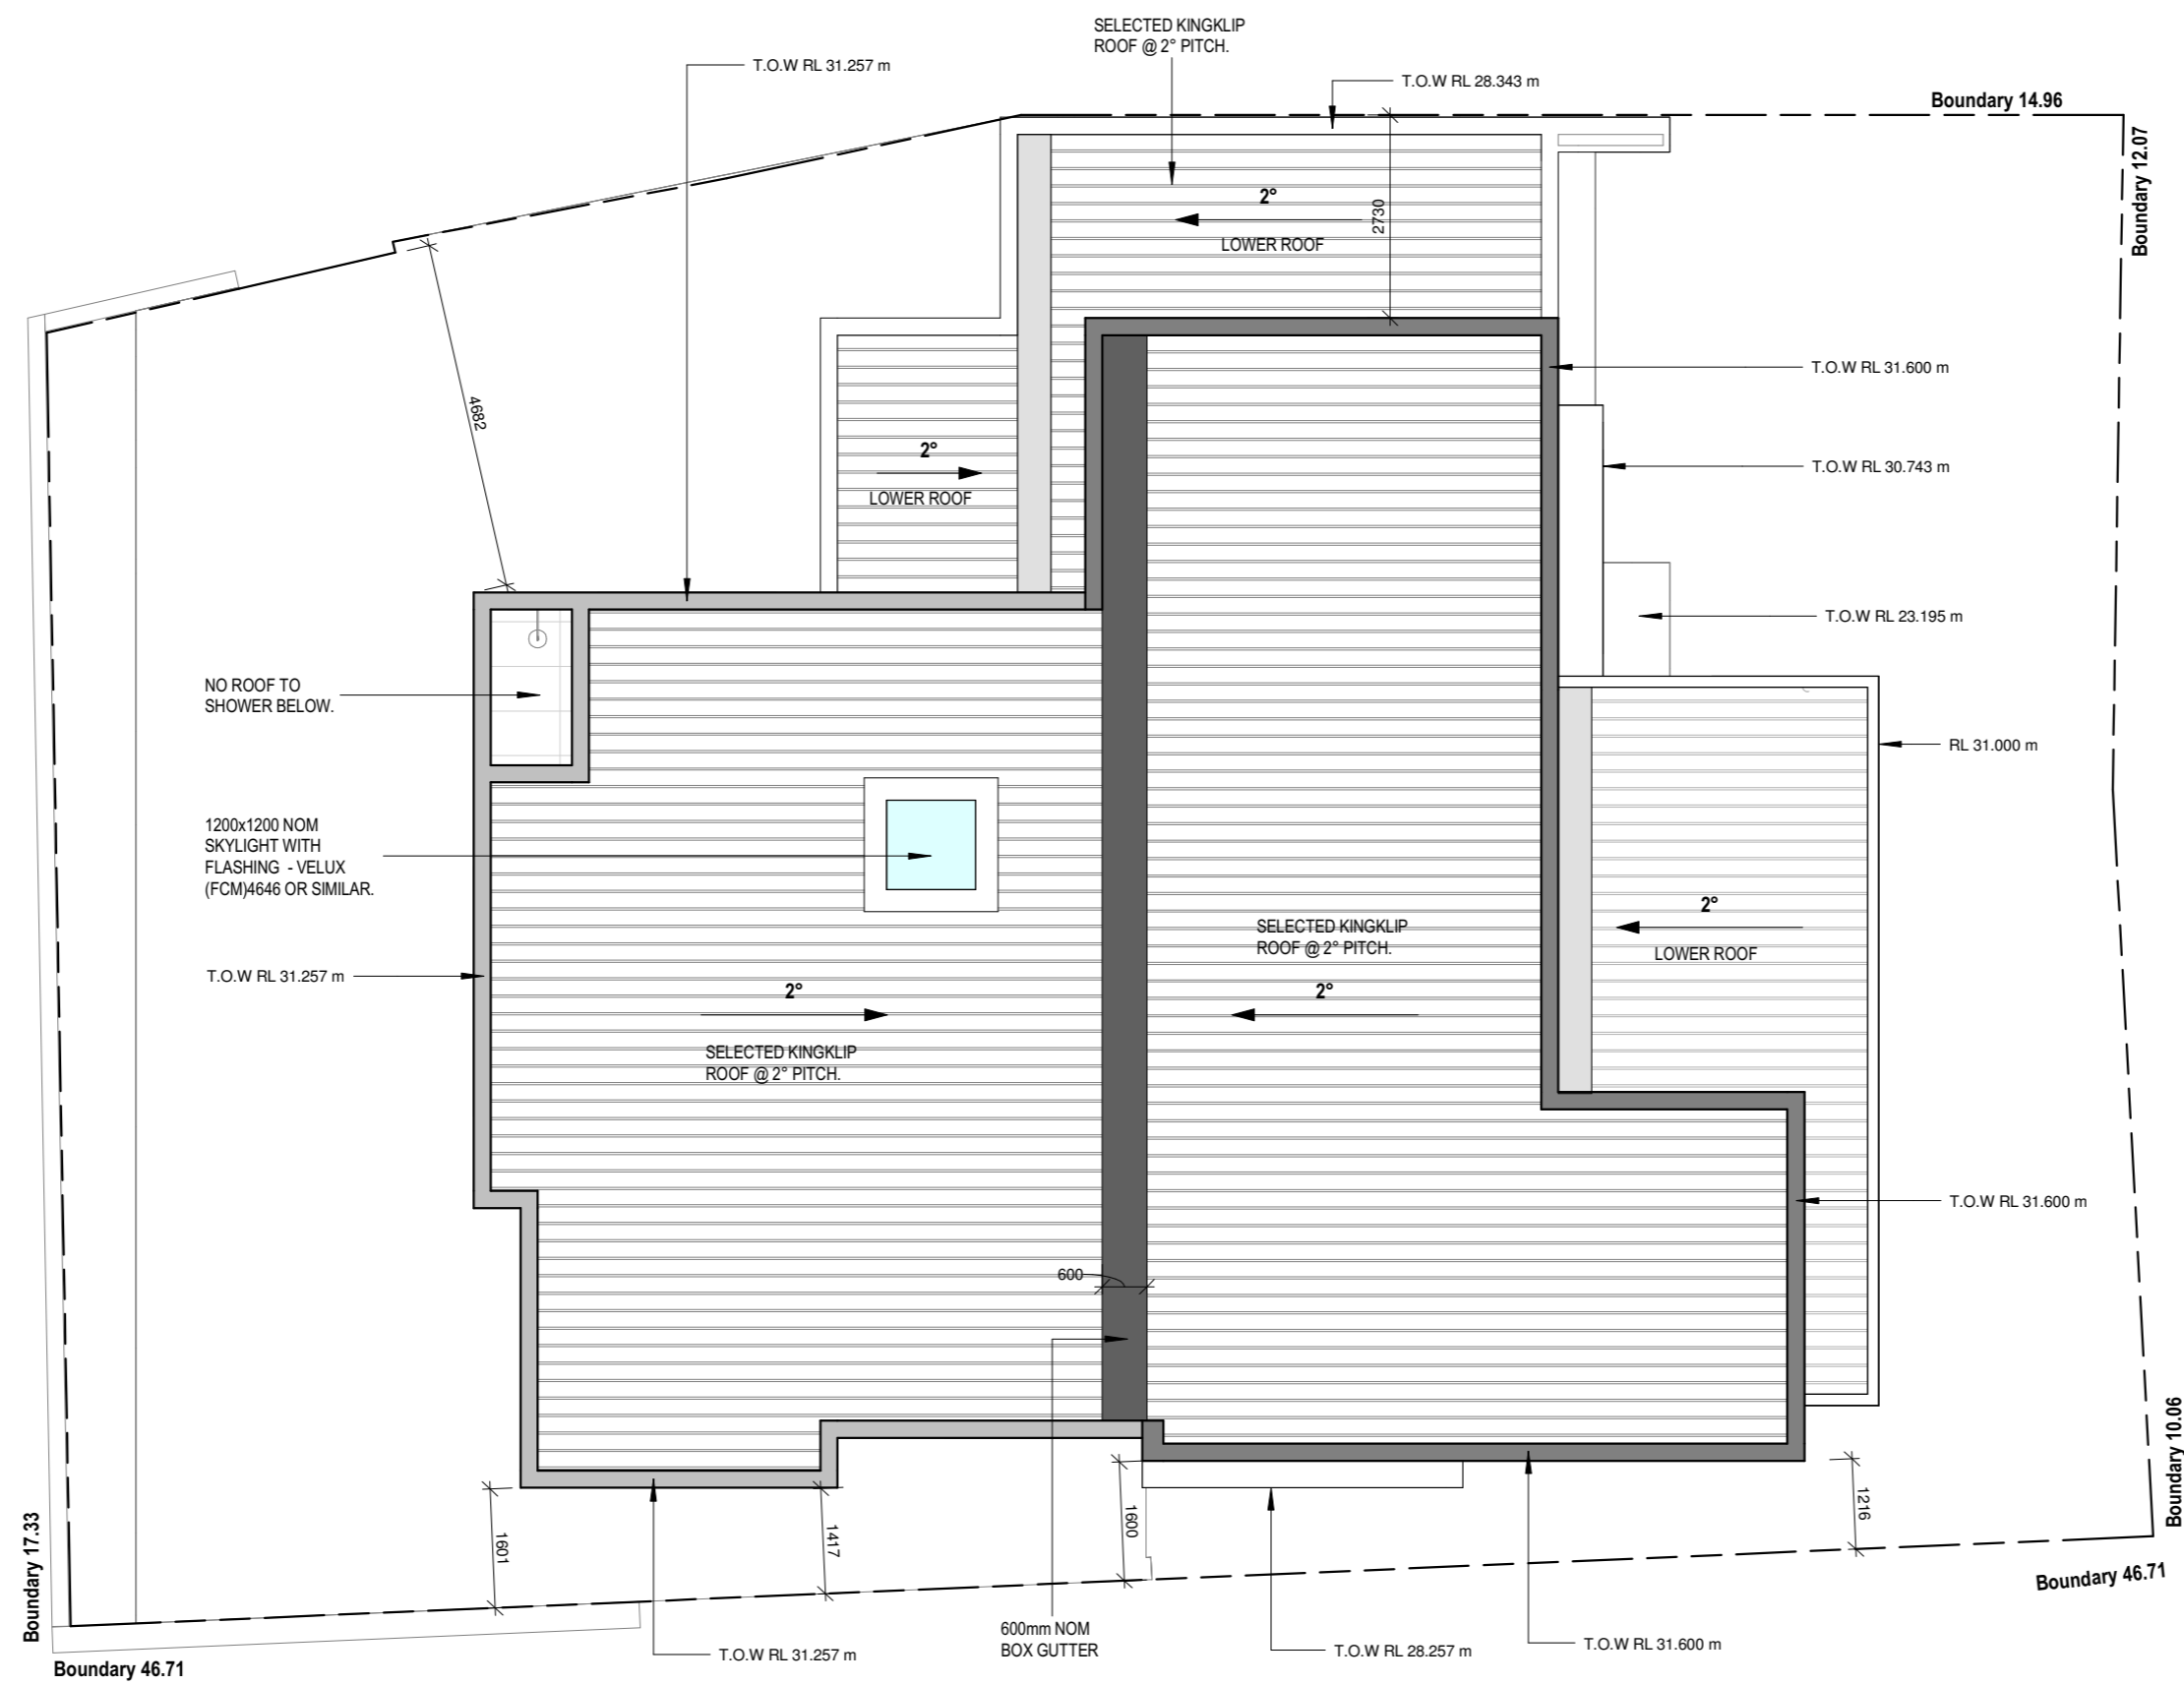 SELECTED KINGKLIP
ROOF @ 2° PITCH.
T.O.W RL 31.257 m
T.O.W RL 28.343 m
Boundary 14.96
Boundary 12.07
2°
LOWER ROOF
2730
T.O.W RL 31.600 m
4682
2°
LOWER ROOF
T.O.W RL 30.743 m
T.O.W RL 23.195 m
NO ROOF TO
SHOWER BELOW.
RL 31.000 m
1200x1200 NOM
SKYLIGHT WITH
FLASHING - VELUX
(FCM)4646 OR SIMILAR.
2°
LOWER ROOF
SELECTED KINGKLIP
ROOF @ 2° PITCH.
T.O.W RL 31.257 m
2°
2°
SELECTED KINGKLIP
ROOF @ 2° PITCH.
T.O.W RL 31.600 m
600
Boundary 10.06
Boundary 17.33
1601
1417
1600
1216
Boundary 46.71
600mm NOM
BOX GUTTER
T.O.W RL 31.257 m
T.O.W RL 28.257 m
T.O.W RL 31.600 m
Boundary 46.71